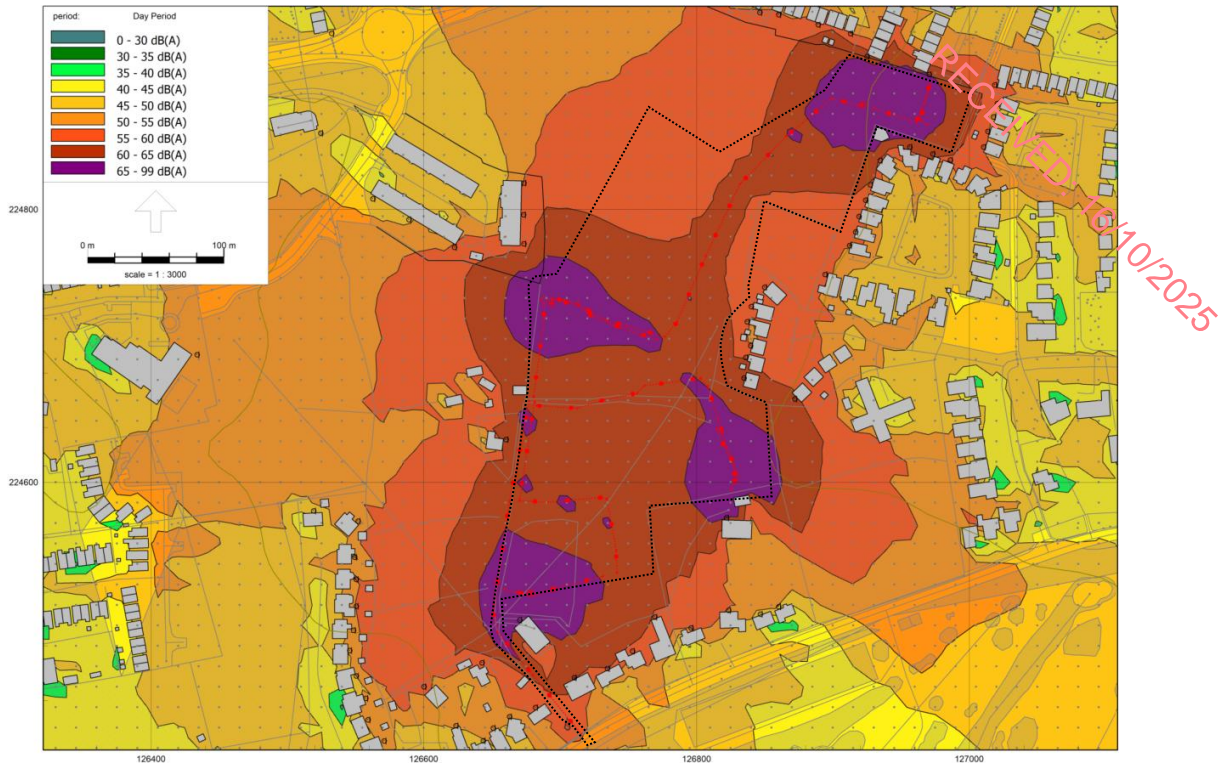 period: Day Period
0 - 30 dB(A)
30 - 35 dB(A)
35 - 40 dB(A)
40 - 45 dB(A)
45 - 50 dB(A)
50 - 55 dB(A)
55 - 60 dB(A)
60 - 65 dB(A)
65 - 99 dB(A)
0 m 100 m
scale = 1 : 3000
RECEIVED 16/10/2025
224800
224600
126400 126600 126800 127000